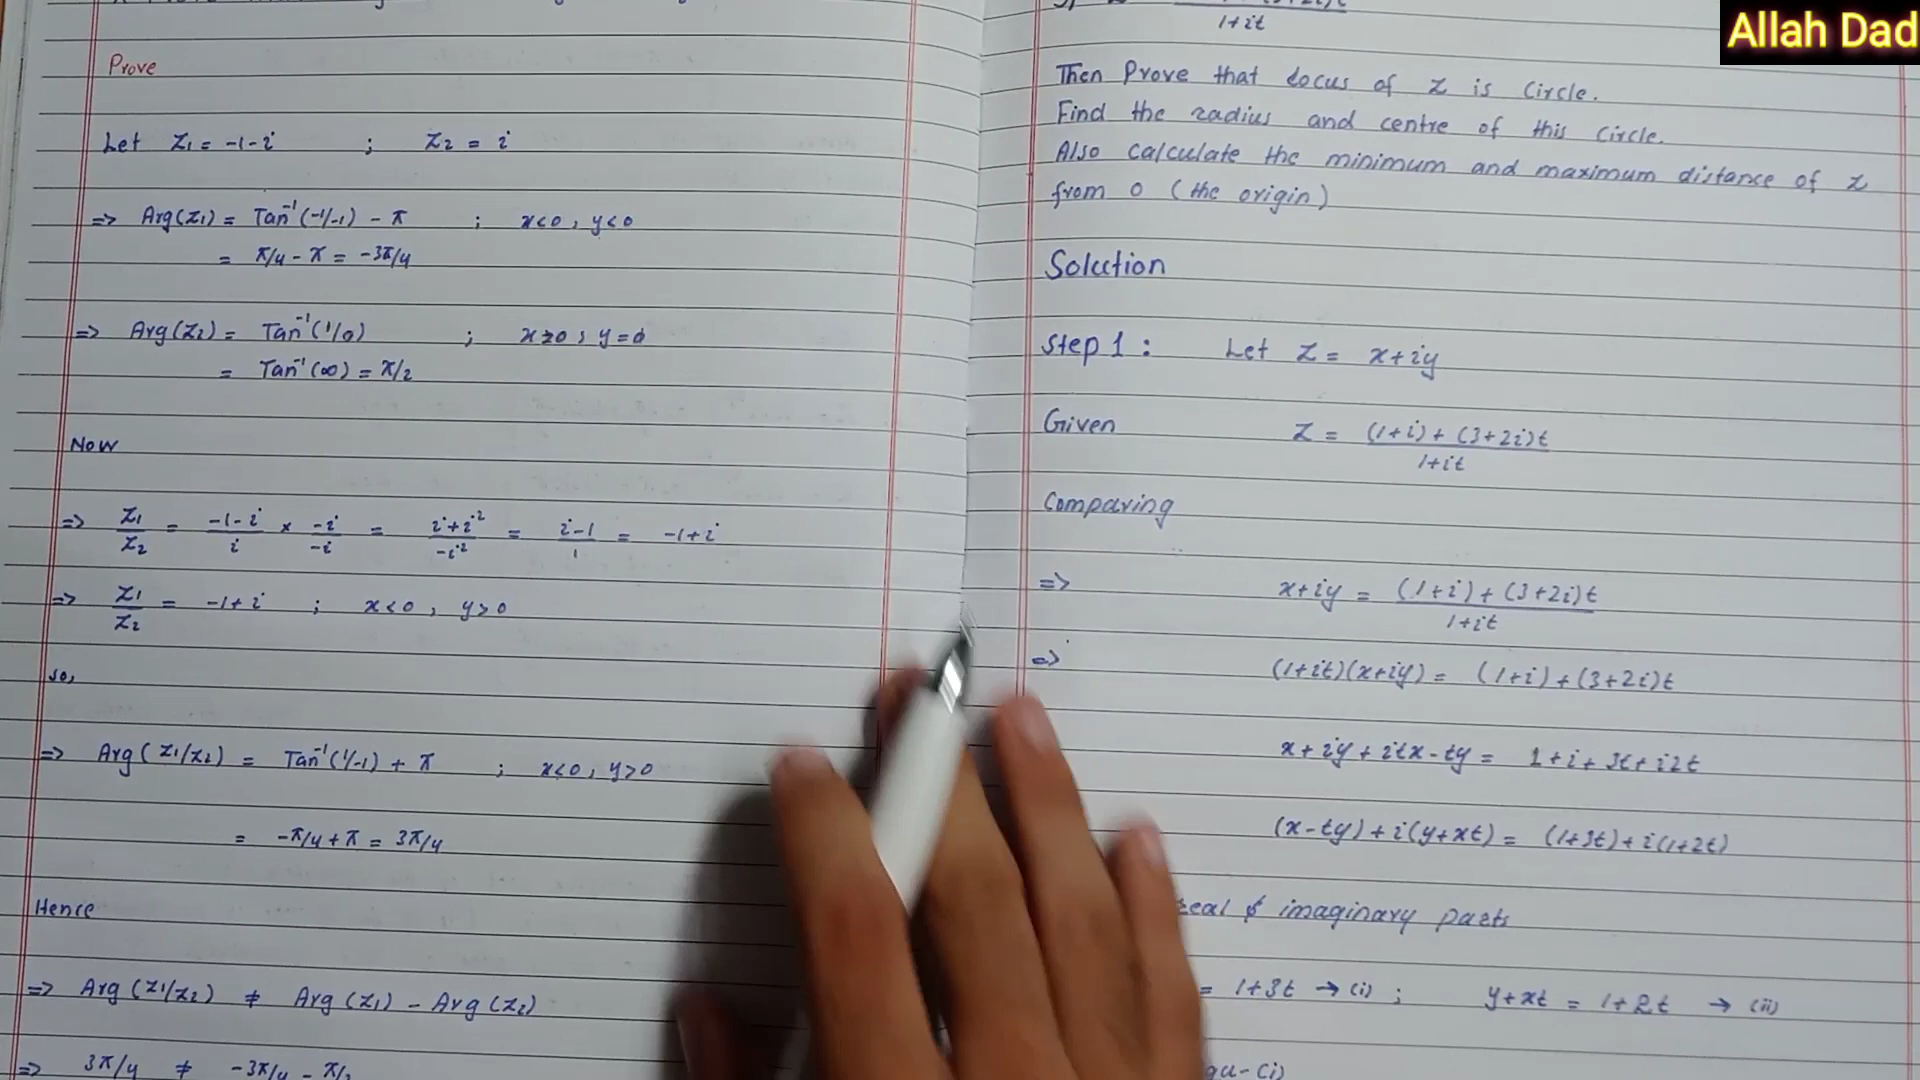 Prove
Let Z₁ = -1-i ; Z₂ = i
=> Arg(Z₁) = Tan⁻¹(-1/-1) - π ; x<0, y<0
= π/4 - π = -3π/4
=> Arg(Z₂) = Tan⁻¹(1/0) ; y=0
= Tan⁻¹(∞) = π/2
Now
=> Z₁/Z₂ = -1-i/i × -i/-i = i+i²/-i² = i-1/1 = -1+i
=> Z₁/Z₂ = -1+i ; x<0, y>0
So,
=> Arg(Z₁/Z₂) = Tan⁻¹(1/-1) + π ; x<0, y>0
= -π/4 + π = 3π/4
Hence
=> Arg(Z₁/Z₂) ≠ Arg(Z₁) - Arg(Z₂)
=> 3π/4 ≠ -3π/4 - π/2
Allah Dad
1+it
Then Prove that locus of Z is Circle.
Find the radius and centre of this Circle.
Also calculate the minimum and maximum distance of Z
from 0 (the origin)
Solution
Step 1: Let Z = x+iy
Given Z = (1+i)+(3+2i)t/1+it
Comparing
=> x+iy = (1+i)+(3+2i)t/1+it
=> (1+it)(x+iy) = (1+i)+(3+2i)t
x+iy+itx-ty = 1+i+3t+i2t
(x-ty)+i(y+xt) = (1+3t)+i(1+2t)
real & imaginary parts
= 1+3t → (i) ; y+xt = 1+2t → (ii)